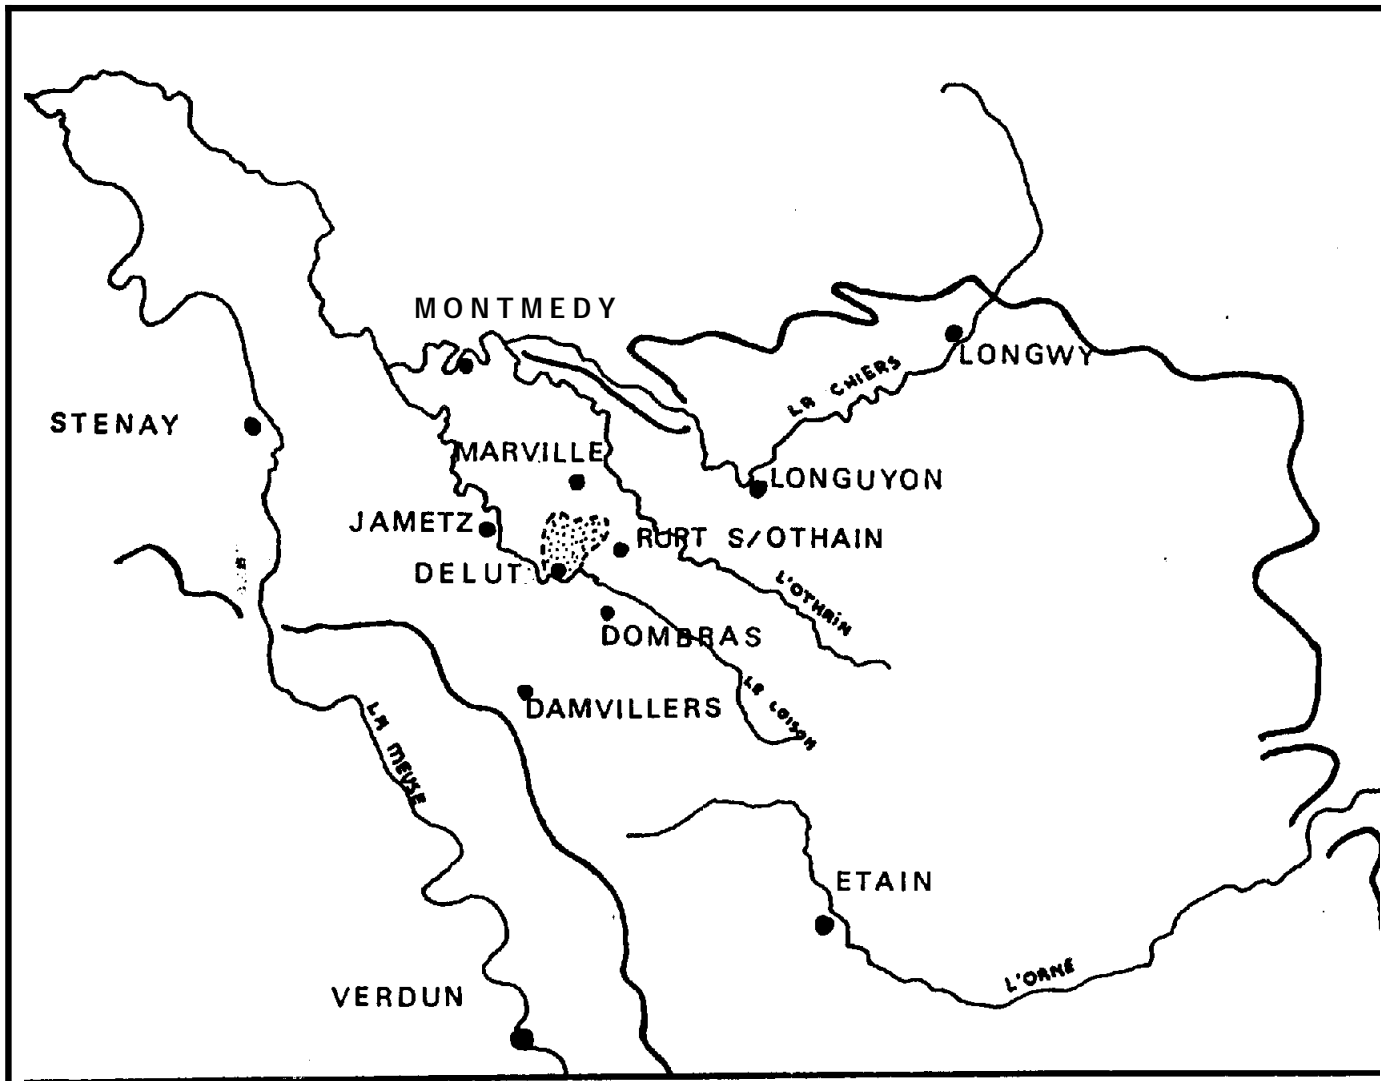 MONTMEDY
LONGWY
LA CHIERS
STENAY
MARVILLE
LONGUYON
JAMETZ
RUPT S/OTHAIN
DELUT
L'OTHAIN
DOMBRAS
LE LOISON
DAMVILLERS
LA MEUSE
ETAIN
L'ORNE
VERDUN